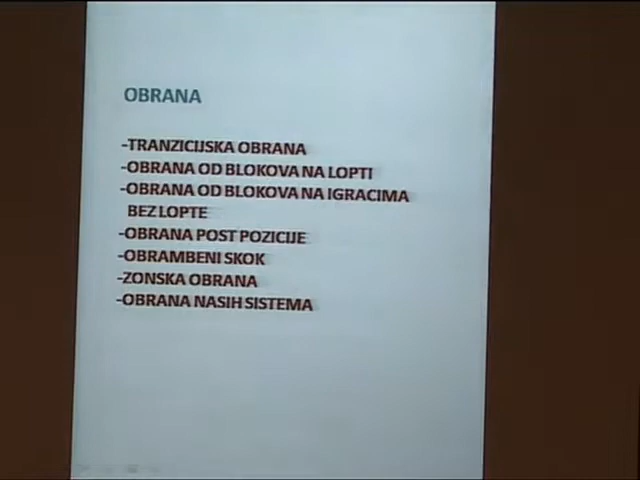 OBRANA
-TRANZICIJSKA OBRANA
-OBRANA OD BLOKOVA NA LOPTI
-OBRANA OD BLOKOVA NA IGRACIMA
BEZ LOPTE
-OBRANA POST POZICIJE
-OBRAMBENI SKOK
-ZONSKA OBRANA
-OBRANA NASIH SISTEMA